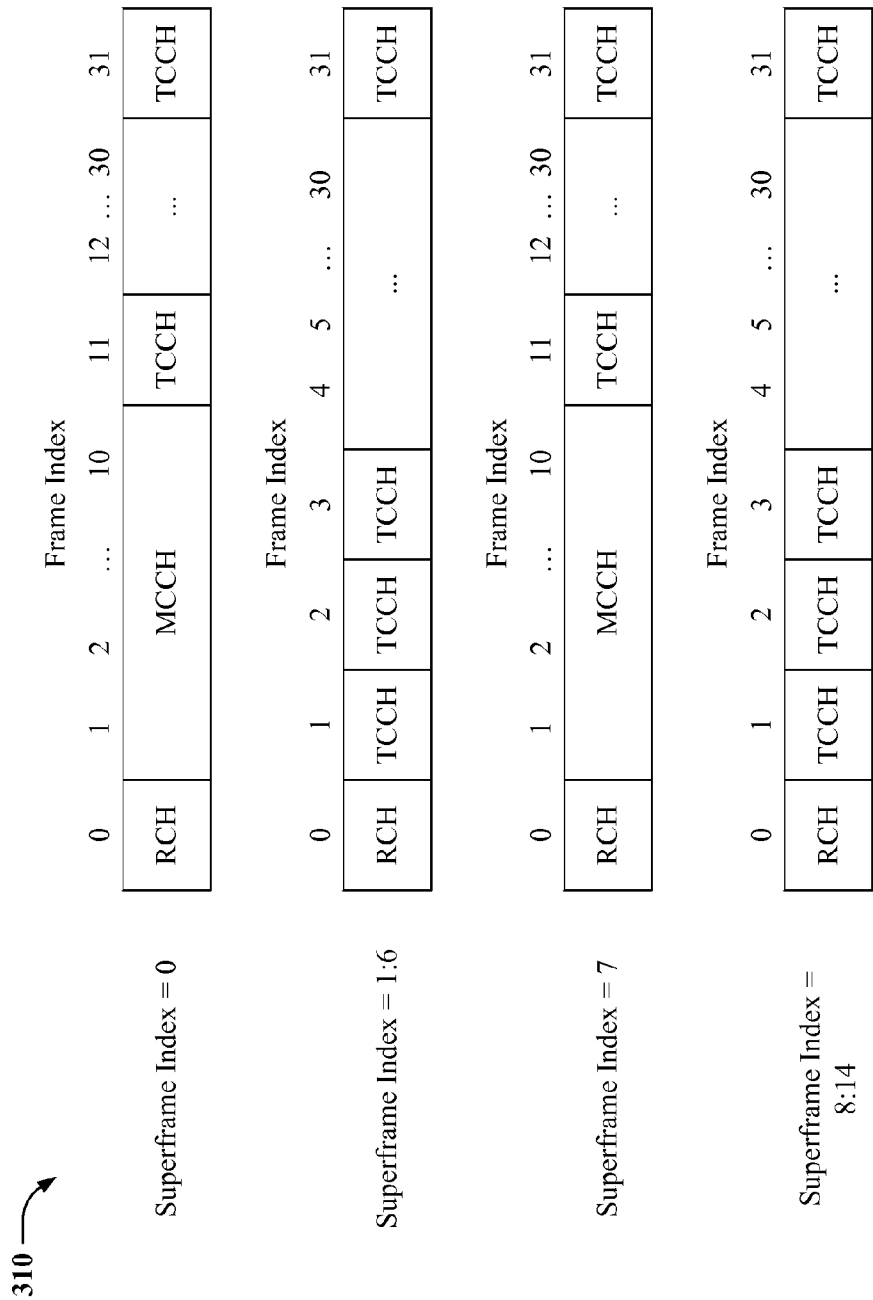 310
Frame Index
0 1 2 … 10 11 12 … 30 31
Superframe Index = 0
RCH MCCH TCCH ... TCCH
Frame Index
0 1 2 3 4 5 … 30 31
Superframe Index = 1:6
RCH TCCH TCCH TCCH ... TCCH
Frame Index
0 1 2 … 10 11 12 … 30 31
Superframe Index = 7
RCH MCCH TCCH ... TCCH
Frame Index
0 1 2 3 4 5 … 30 31
Superframe Index =
8:14
RCH TCCH TCCH TCCH ... TCCH